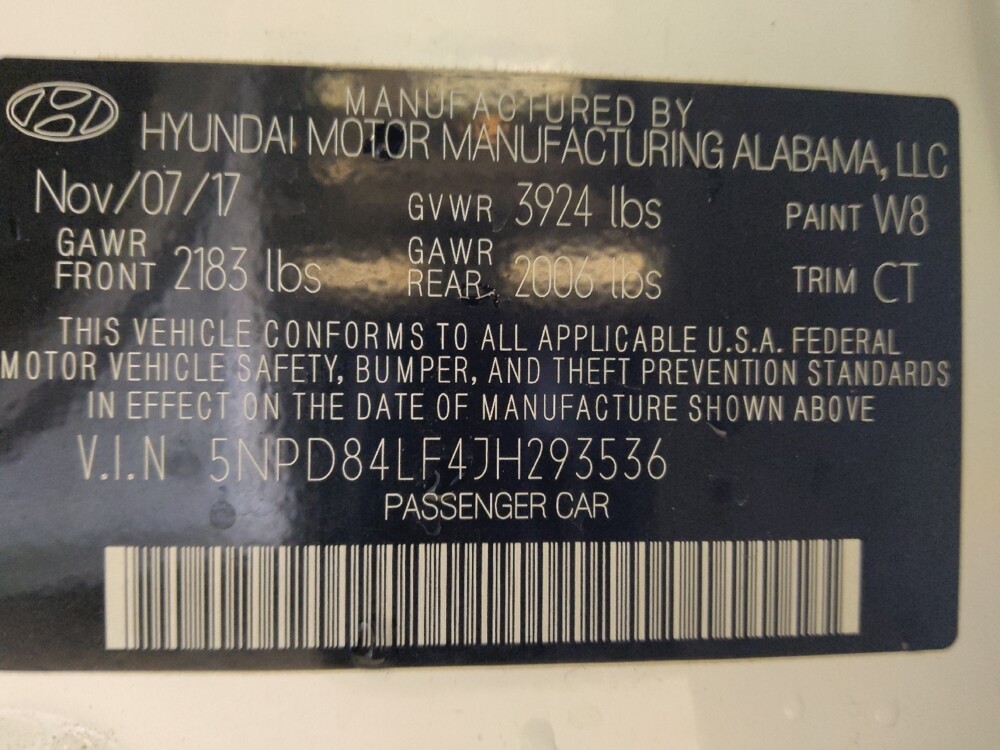 MANUFACTURED BY
HYUNDAI MOTOR MANUFACTURING ALABAMA, LLC
Nov/07/17 GVWR 3924 lbs PAINT W8
GAWR FRONT 2183 lbs GAWR REAR 2006 lbs TRIM CT
THIS VEHICLE CONFORMS TO ALL APPLICABLE U.S.A. FEDERAL
MOTOR VEHICLE SAFETY, BUMPER, AND THEFT PREVENTION STANDARDS
IN EFFECT ON THE DATE OF MANUFACTURE SHOWN ABOVE
V.I.N 5NPD84LF4JH293536
PASSENGER CAR